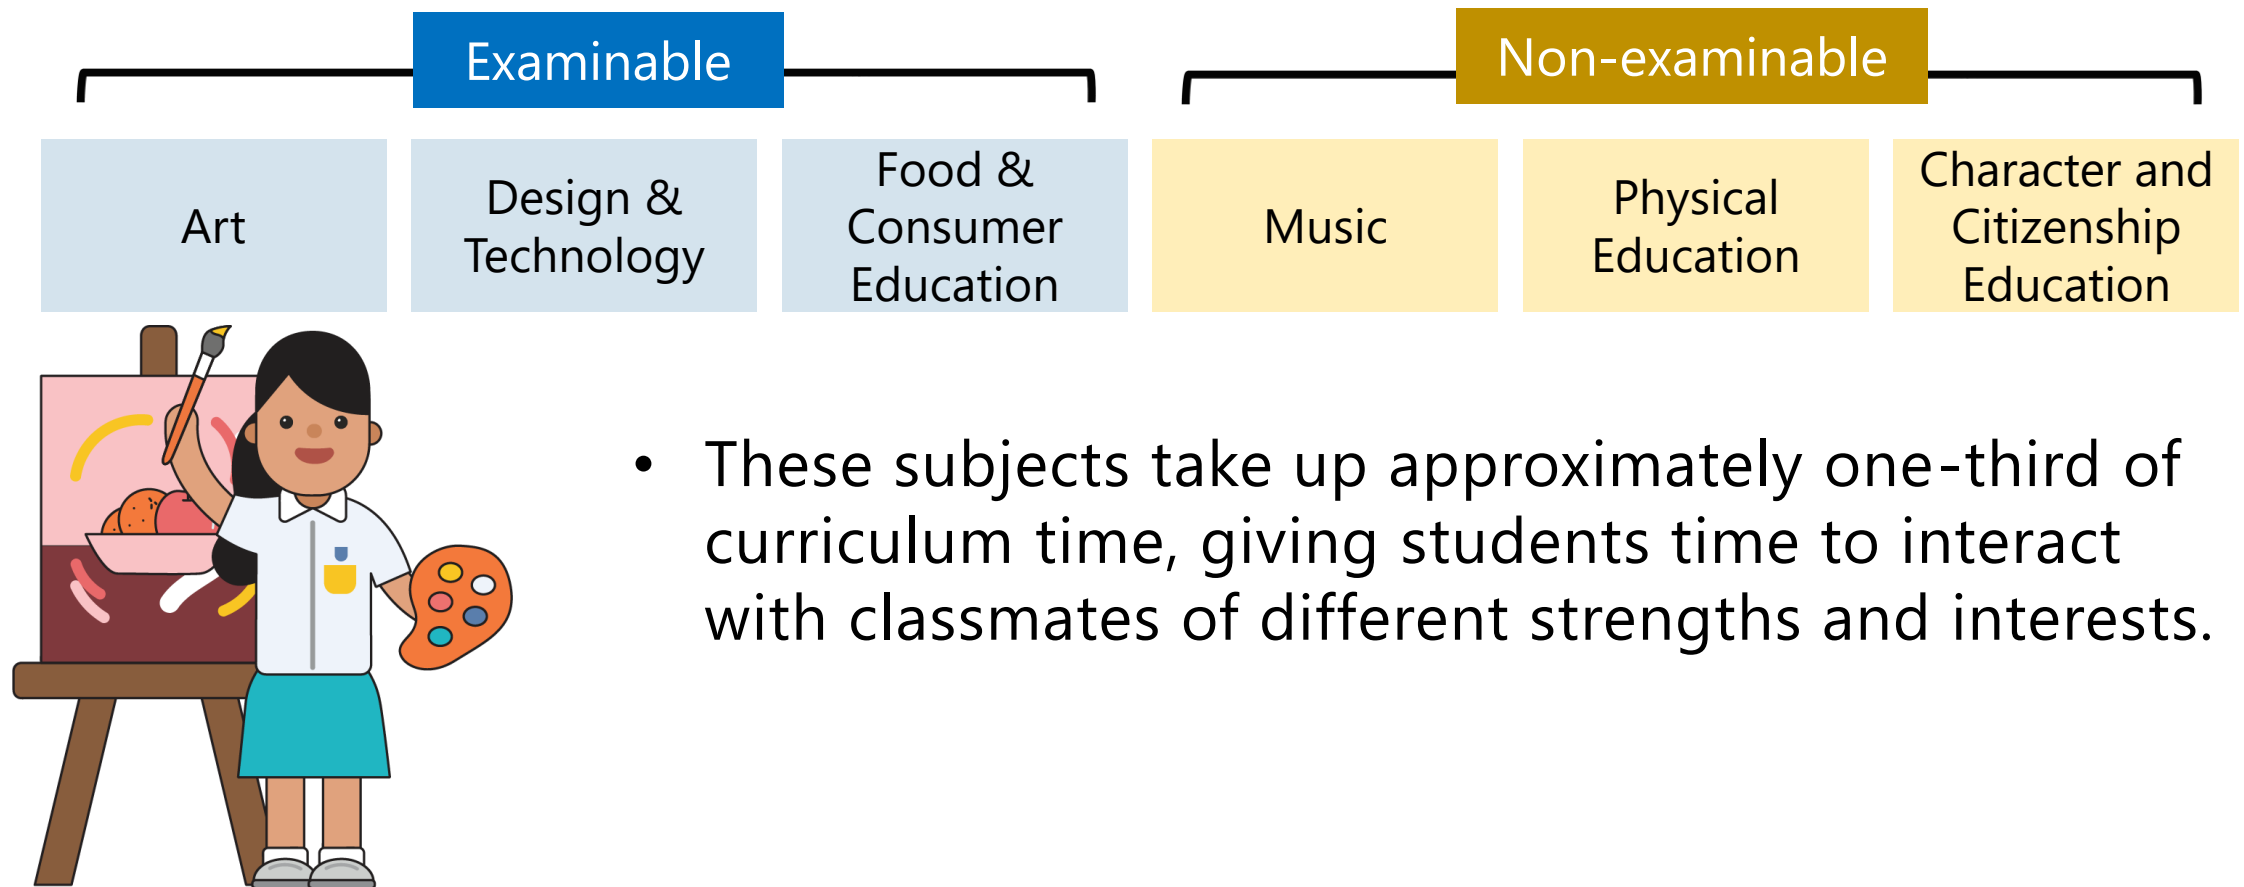 Examinable
Non-examinable
Art
Design &
Technology
Food &
Consumer
Education
Music
Physical
Education
Character and
Citizenship
Education
• These subjects take up approximately one-third of
curriculum time, giving students time to interact
with classmates of different strengths and interests.